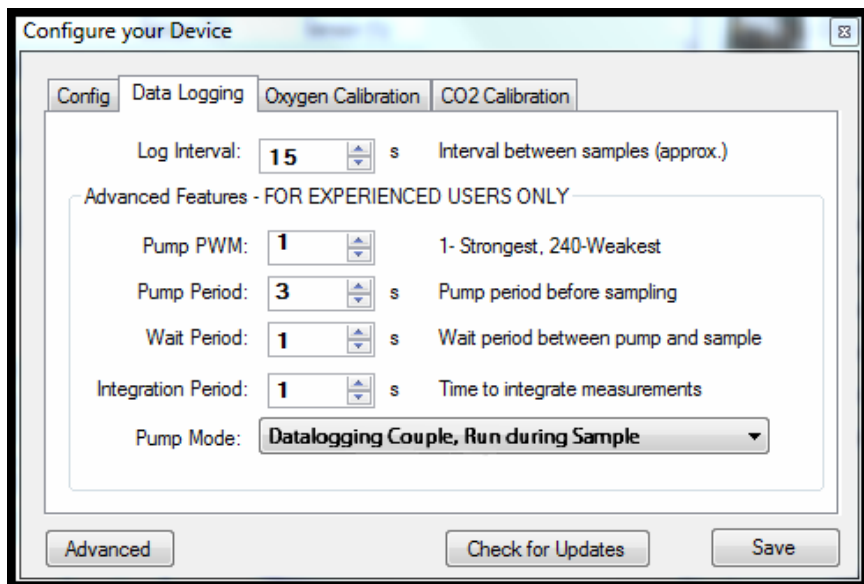 Configure your Device
Config Data Logging Oxygen Calibration CO2 Calibration
Log Interval: 15 s Interval between samples (approx.)
Advanced Features - FOR EXPERIENCED USERS ONLY
Pump PWM: 1 1- Strongest, 240-Weakest
Pump Period: 3 s Pump period before sampling
Wait Period: 1 s Wait period between pump and sample
Integration Period: 1 s Time to integrate measurements
Pump Mode: Datalogging Couple, Run during Sample
Advanced Check for Updates Save